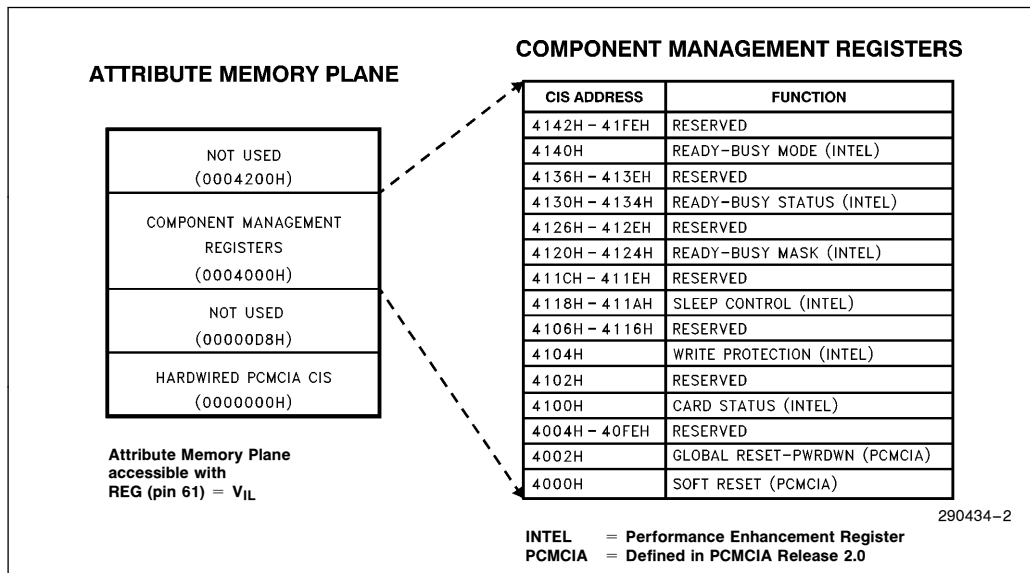 ATTRIBUTE MEMORY PLANE
NOT USED
(0004200H)
COMPONENT MANAGEMENT
REGISTERS
(0004000H)
NOT USED
(00000D8H)
HARDWIRED PCMCIA CIS
(0000000H)
Attribute Memory Plane
accessible with
REG (pin 61) = VIL
COMPONENT MANAGEMENT REGISTERS
CIS ADDRESS FUNCTION
4142H – 41FEH RESERVED
4140H READY-BUSY MODE (INTEL)
4136H – 413EH RESERVED
4130H – 4134H READY-BUSY STATUS (INTEL)
4126H – 412EH RESERVED
4120H – 4124H READY-BUSY MASK (INTEL)
411CH – 411EH RESERVED
4118H – 411AH SLEEP CONTROL (INTEL)
4106H – 4116H RESERVED
4104H WRITE PROTECTION (INTEL)
4102H RESERVED
4100H CARD STATUS (INTEL)
4004H – 40FEH RESERVED
4002H GLOBAL RESET-PWRDWN (PCMCIA)
4000H SOFT RESET (PCMCIA)
290434–2
INTEL = Performance Enhancement Register
PCMCIA = Defined in PCMCIA Release 2.0